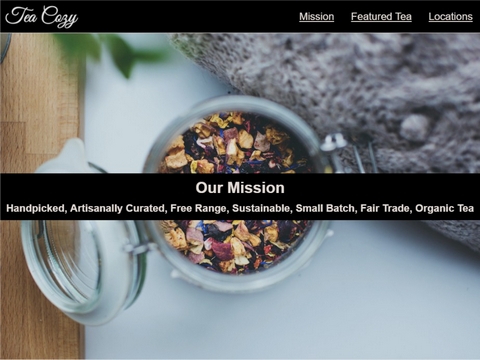 Tea Cozy
Mission Featured Tea Locations
Our Mission
Handpicked, Artisanally Curated, Free Range, Sustainable, Small Batch, Fair Trade, Organic Tea